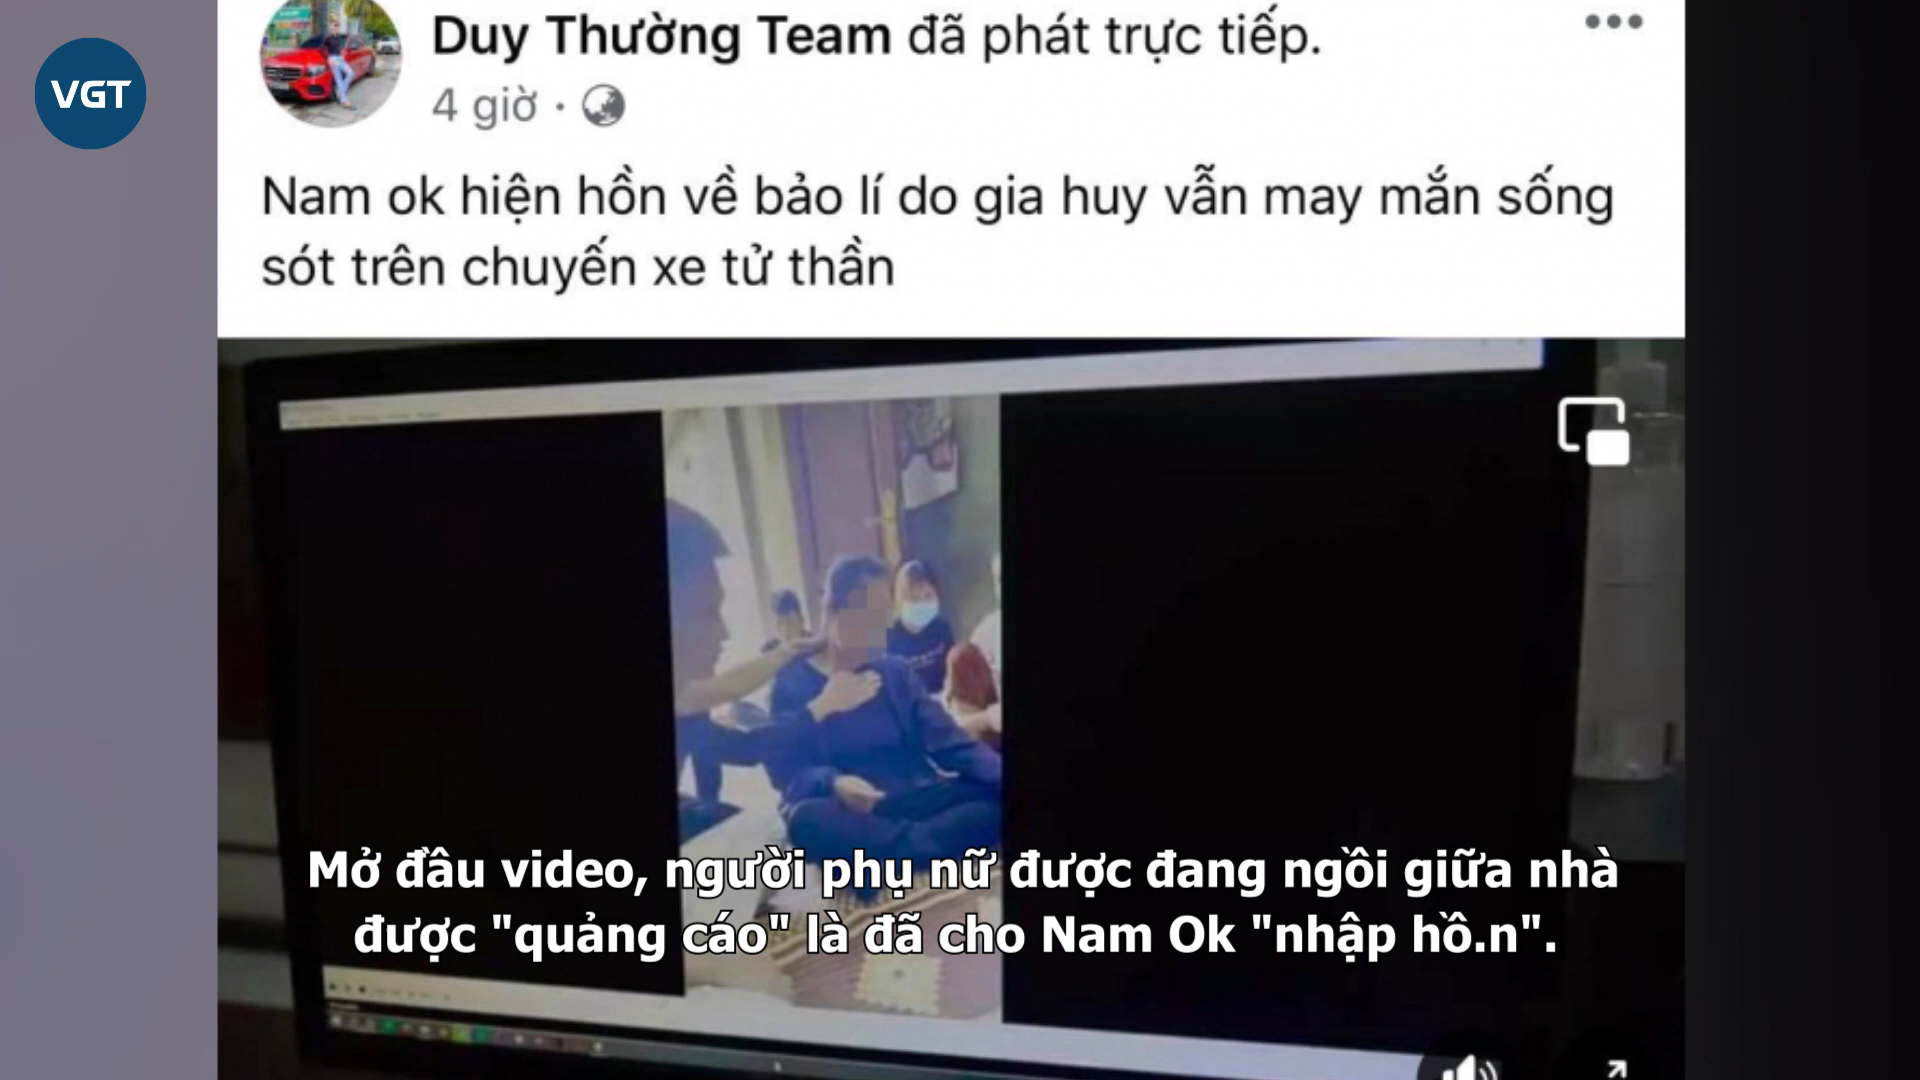 VGT
Duy Thường Team đã phát trực tiếp.
4 giờ ·
Nam ok hiện hồn về bảo lí do gia huy vẫn may mắn sống
sót trên chuyến xe tử thần
Mở đầu video, người phụ nữ được đang ngồi giữa nhà
được "quảng cáo" là đã cho Nam Ok "nhập hồ.n".